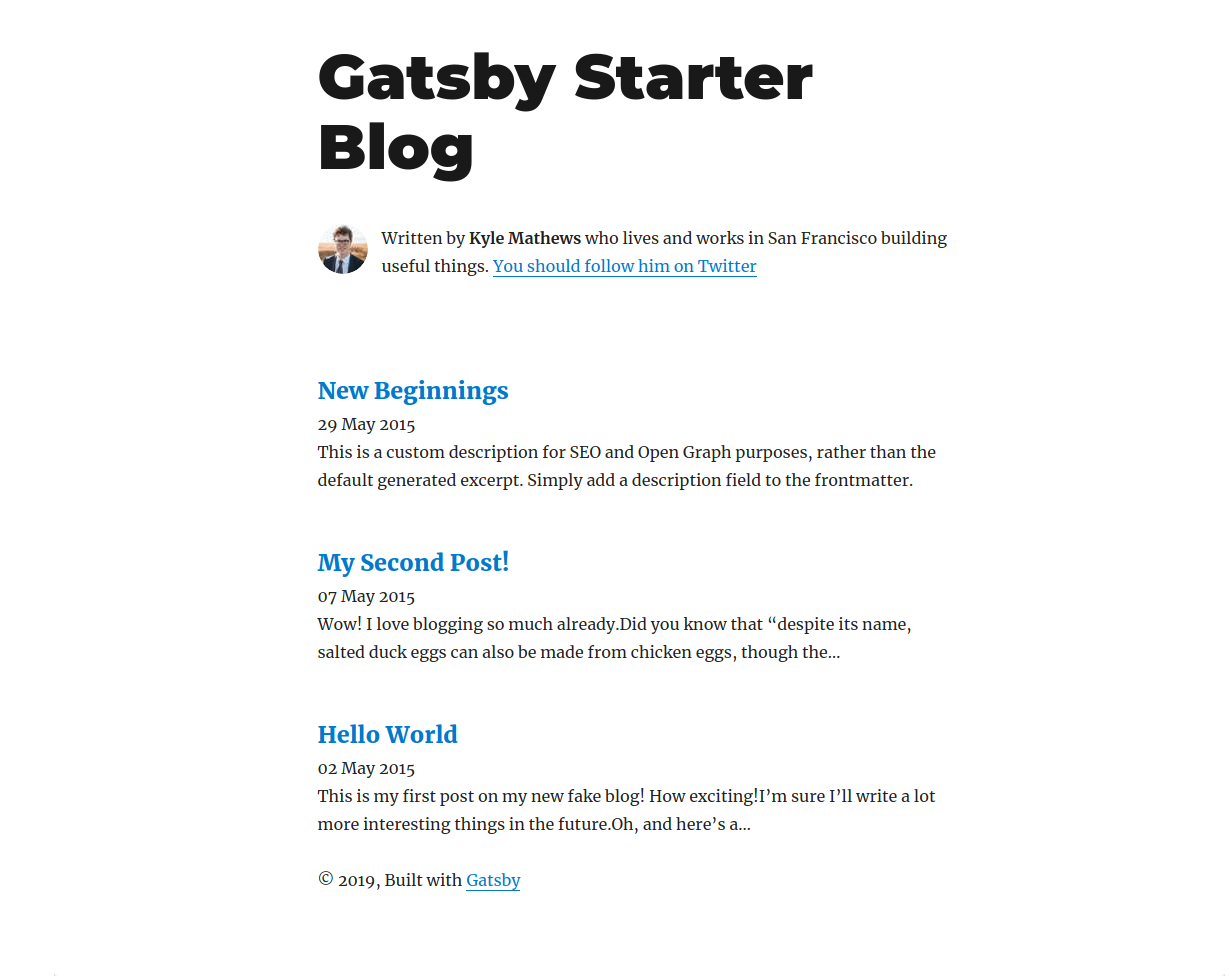 Gatsby Starter
Blog
Written by Kyle Mathews who lives and works in San Francisco building
useful things. You should follow him on Twitter
New Beginnings
29 May 2015
This is a custom description for SEO and Open Graph purposes, rather than the
default generated excerpt. Simply add a description field to the frontmatter.
My Second Post!
07 May 2015
Wow! I love blogging so much already.Did you know that “despite its name,
salted duck eggs can also be made from chicken eggs, though the…
Hello World
02 May 2015
This is my first post on my new fake blog! How exciting!I’m sure I’ll write a lot
more interesting things in the future.Oh, and here’s a…
© 2019, Built with Gatsby